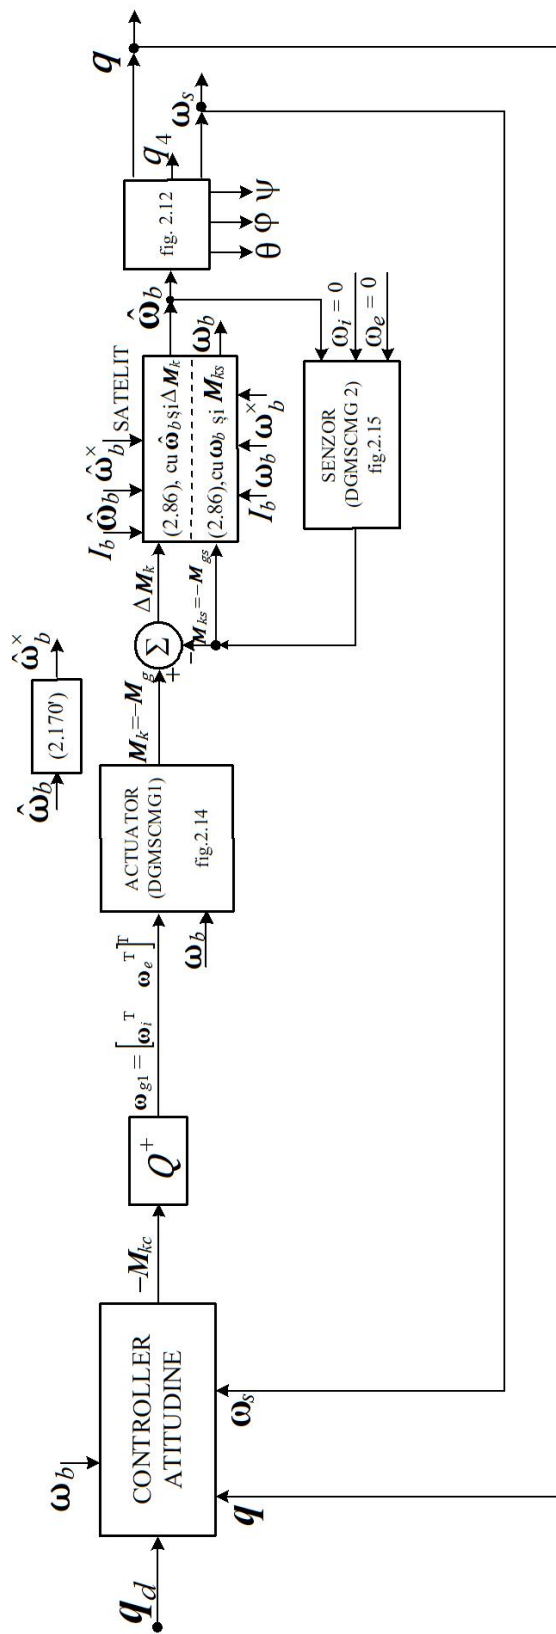 q_d
ω_b
CONTROLLER
ATITUDINE
q
ω_s
−M_kc
Q⁺
ω_g1 = [ω_i^T ω_e^T]^T
ω_b
ACTUATOR
(DGMSCMG1)
fig.2.14
ω̂_b
(2.170')
ω̂_b^×
M_k=−M_g
+
Σ
−
ΔM_k
M_ks=−M_gs
I_b ω̂_b ω̂_b^×
SATELIT
(2.86), cu ω̂_b și ΔM_k
(2.86), cu ω_b și M_ks
I_b ω_b ω_b^×
ω̂_b
ω_b
SENZOR
(DGMSCMG 2)
fig.2.15
ω_i = 0
ω_e = 0
fig. 2.12
θ φ ψ
q
q_4
ω_s